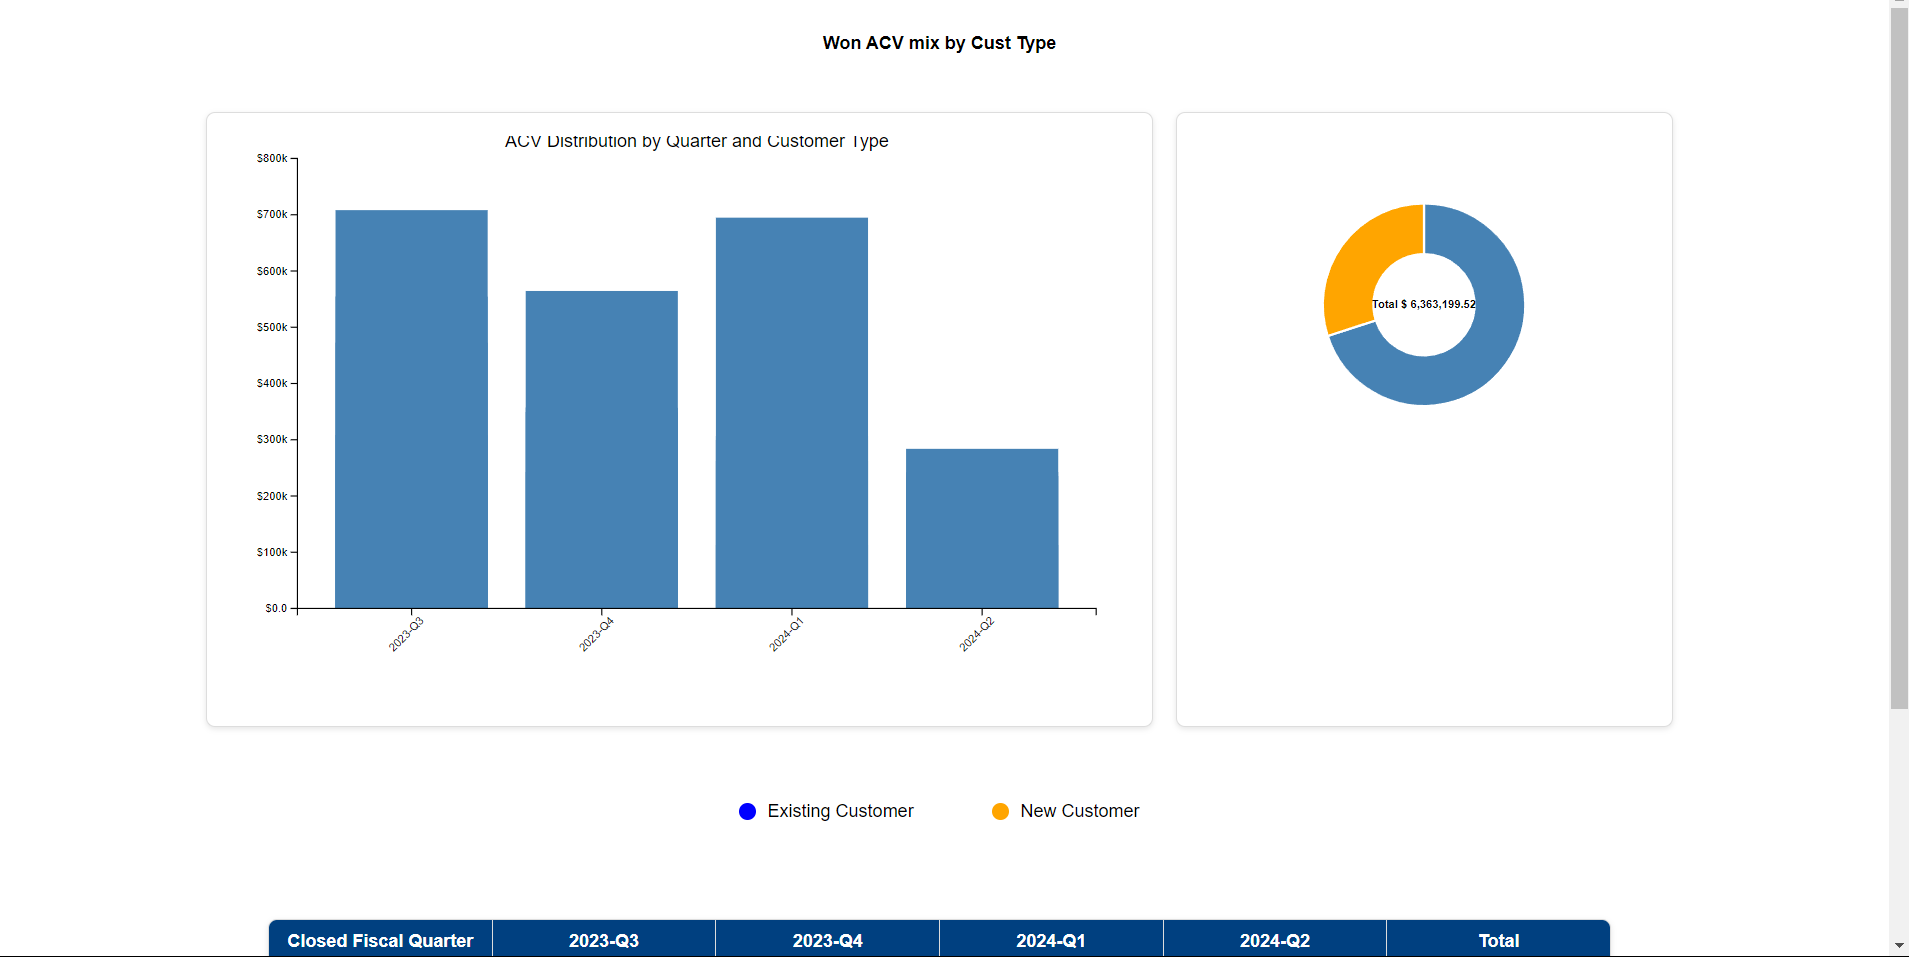 Won ACV mix by Cust Type
ACV Distribution by Quarter and Customer Type
$800k
$700k
$600k
$500k
$400k
$300k
$200k
$100k
$0.0
2023-Q3
2023-Q4
2024-Q1
2024-Q2
Total $ 6,363,199.52
Existing Customer
New Customer
Closed Fiscal Quarter 2023-Q3 2023-Q4 2024-Q1 2024-Q2 Total